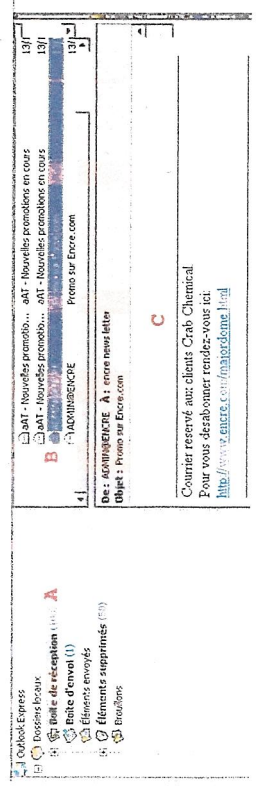 Outlook Express
Dossiers locaux
Boîte de réception
A
Boîte d'envoi (1)
Éléments envoyés
Éléments supprimés
Brouillons
aAT - Nouvelles promotio... aAT - Nouvelles promotions en cours 13/1
aAT - Nouvelles promotio... aAT - Nouvelles promotions en cours 13/1
B
13/1
ADMIN@ENCRE Promo sur Encre.com
De : ADMIN@ENCRE À : encre news letter
Objet : Promo sur Encre.com
C
Courrier reservé aux clients Crab Chemical.
Pour vous desabonner rendez-vous ici:
http://www.encre.com/majordome.html